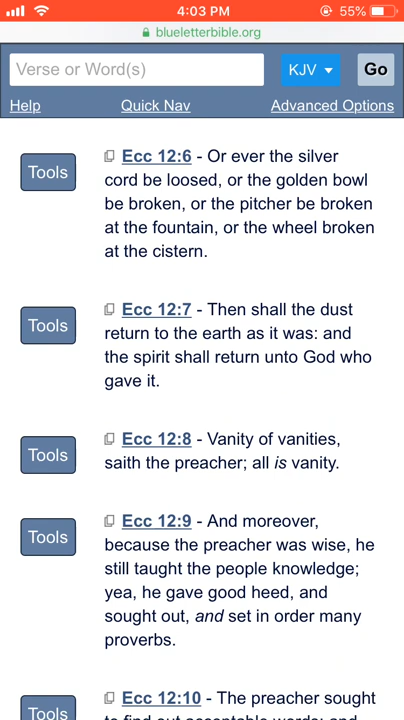 4:03 PM 55%
blueletterbible.org
Verse or Word(s) KJV Go
Help Quick Nav Advanced Options
Tools Ecc 12:6 - Or ever the silver
cord be loosed, or the golden bowl
be broken, or the pitcher be broken
at the fountain, or the wheel broken
at the cistern.
Tools Ecc 12:7 - Then shall the dust
return to the earth as it was: and
the spirit shall return unto God who
gave it.
Tools Ecc 12:8 - Vanity of vanities,
saith the preacher; all is vanity.
Tools Ecc 12:9 - And moreover,
because the preacher was wise, he
still taught the people knowledge;
yea, he gave good heed, and
sought out, and set in order many
proverbs.
Tools Ecc 12:10 - The preacher sought
to find out acceptable words: and